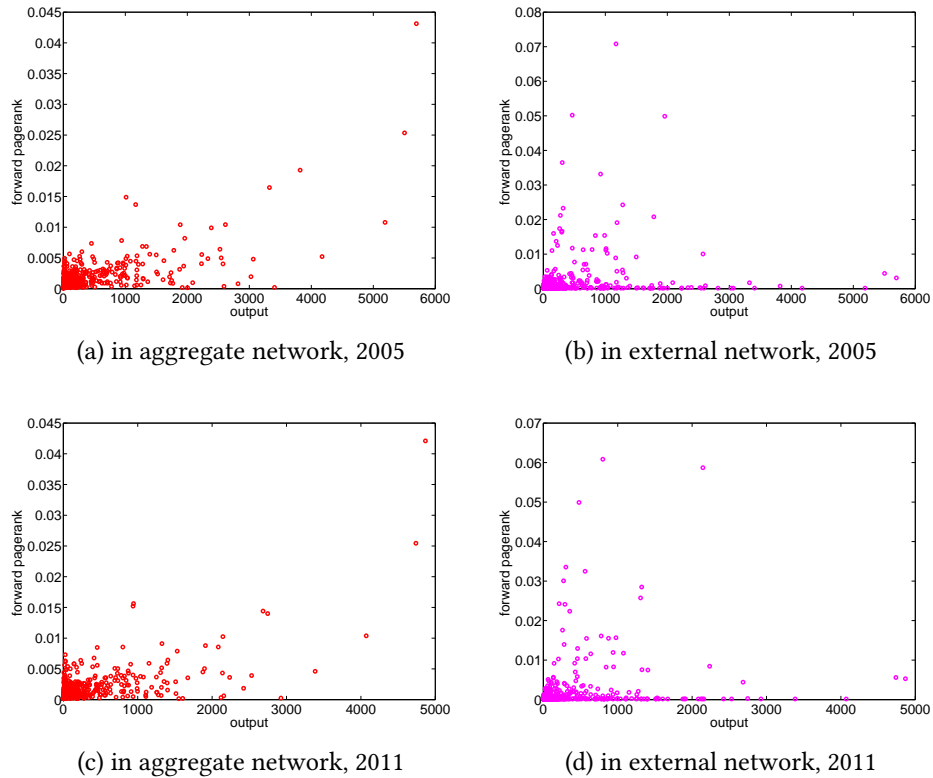 0.045
0.04
0.035
0.03
0.025
0.02
0.015
0.01
0.005
0
forward pagerank
0 1000 2000 3000 4000 5000 6000
output
(a) in aggregate network, 2005
0.08
0.07
0.06
0.05
0.04
0.03
0.02
0.01
0
forward pagerank
0 1000 2000 3000 4000 5000 6000
output
(b) in external network, 2005
0.045
0.04
0.035
0.03
0.025
0.02
0.015
0.01
0.005
0
forward pagerank
0 1000 2000 3000 4000 5000
output
(c) in aggregate network, 2011
0.07
0.06
0.05
0.04
0.03
0.02
0.01
0
forward pagerank
0 1000 2000 3000 4000 5000
output
(d) in external network, 2011